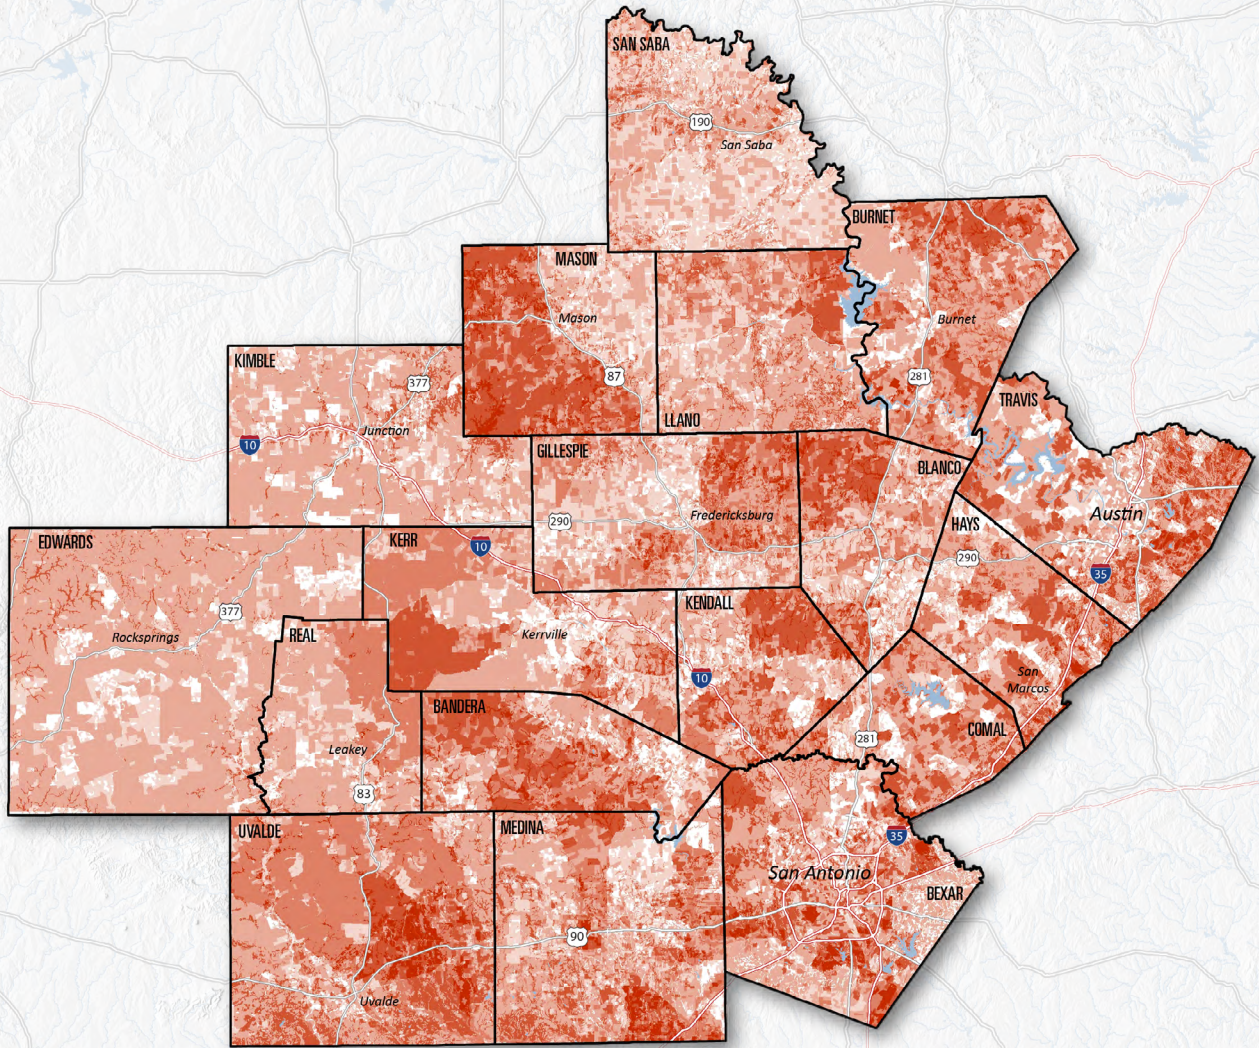 SAN SABA
190
San Saba
BURNET
MASON
Mason
Burnet
KIMBLE
377
87
281
TRAVIS
LLANO
Junction
10
GILLESPIE
BLANCO
290
Fredericksburg
Austin
HAYS
EDWARDS
KERR
10
290
35
377
Rocksprings
REAL
Kerrville
KENDALL
10
San
Marcos
BANDERA
COMAL
281
Leakey
83
UVALDE
MEDINA
35
San Antonio
BEXAR
90
Uvalde